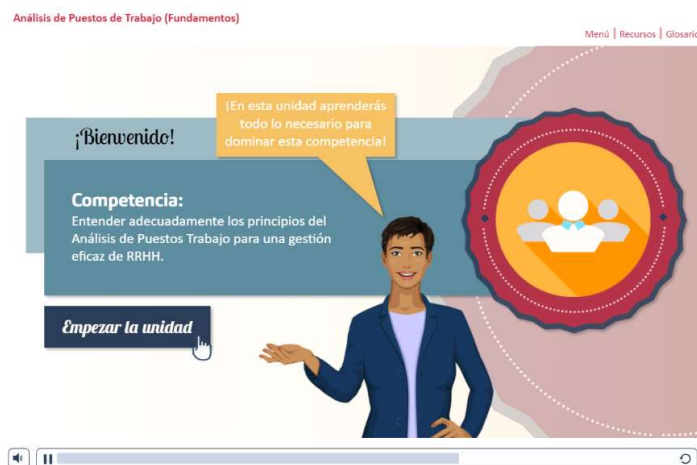 Análisis de Puestos de Trabajo (Fundamentos)
Menú | Recursos | Glosario
¡En esta unidad aprenderás
todo lo necesario para
dominar esta competencia!
¡Bienvenido!
Competencia:
Entender adecuadamente los principios del
Análisis de Puestos Trabajo para una gestión
eficaz de RRHH.
Empezar la unidad